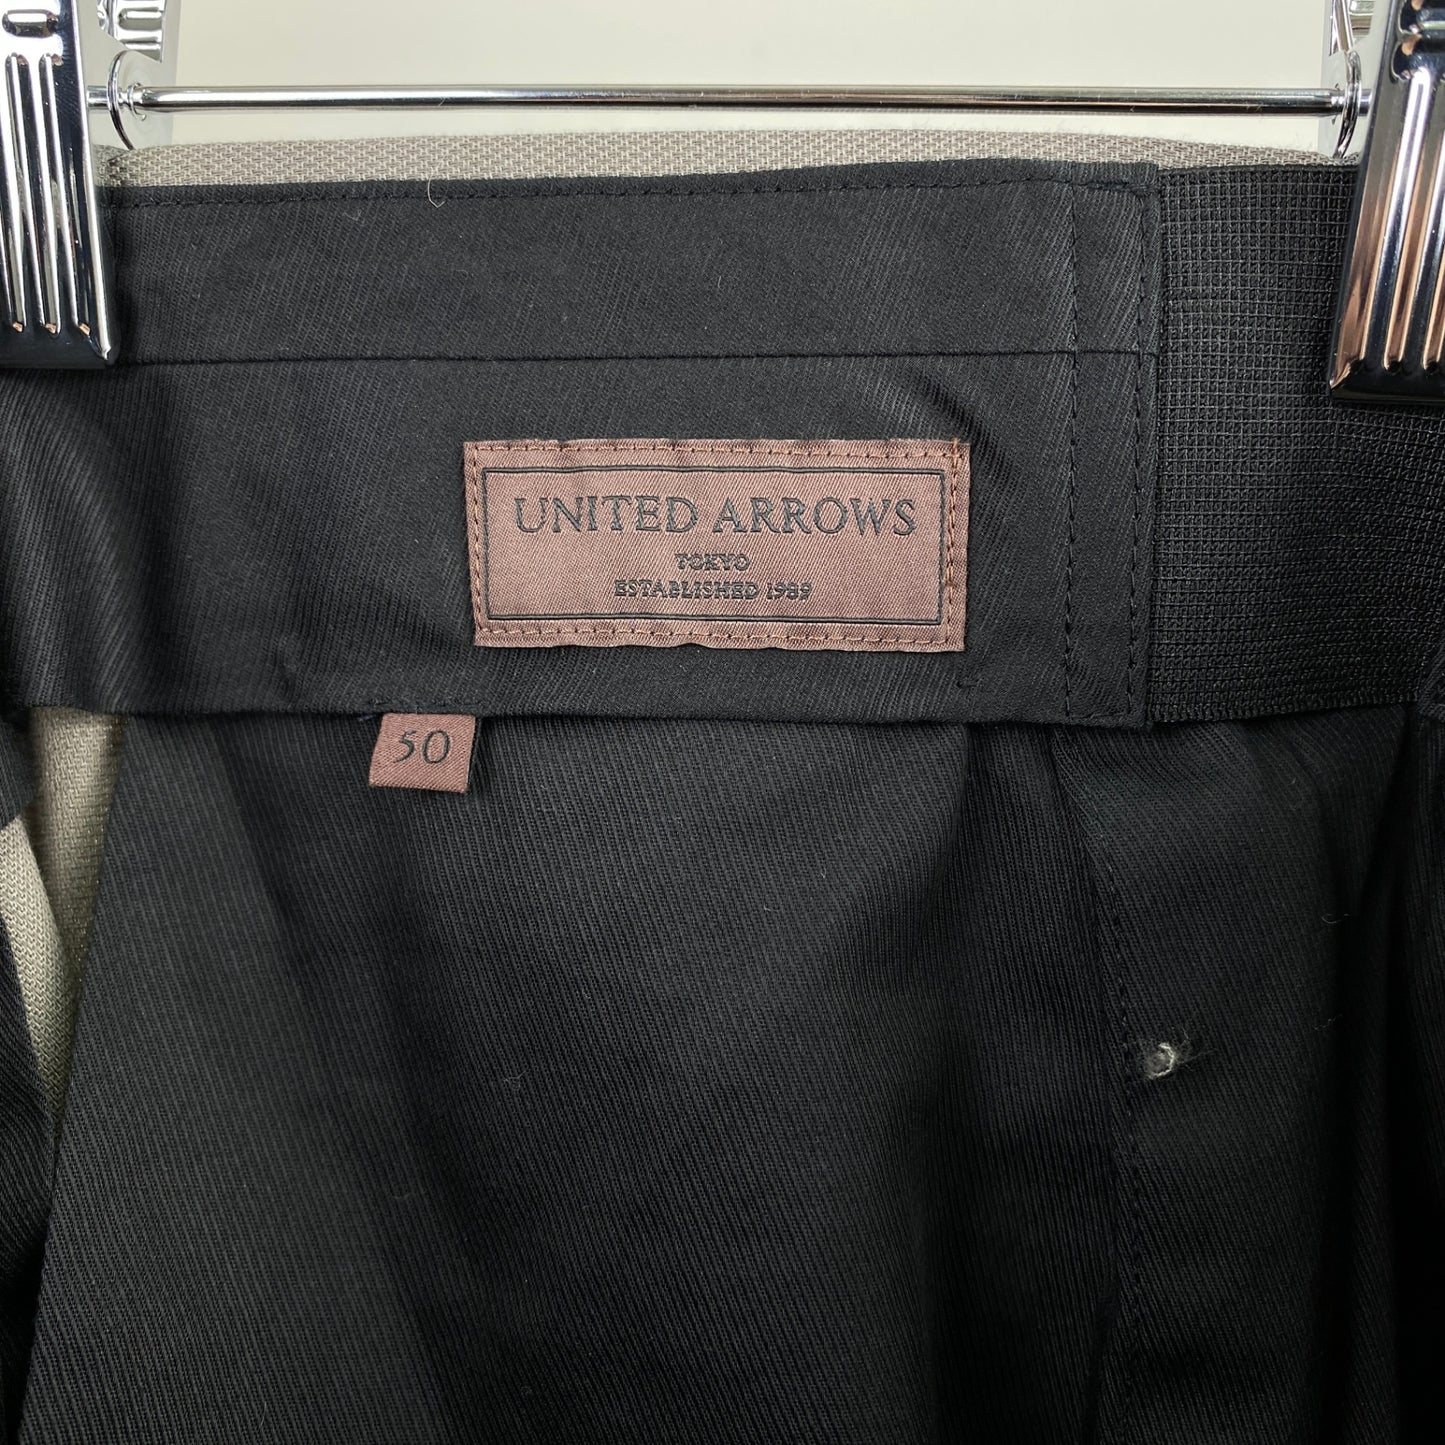 UNITED ARROWS
TOKYO
ESTABLISHED 1989
50